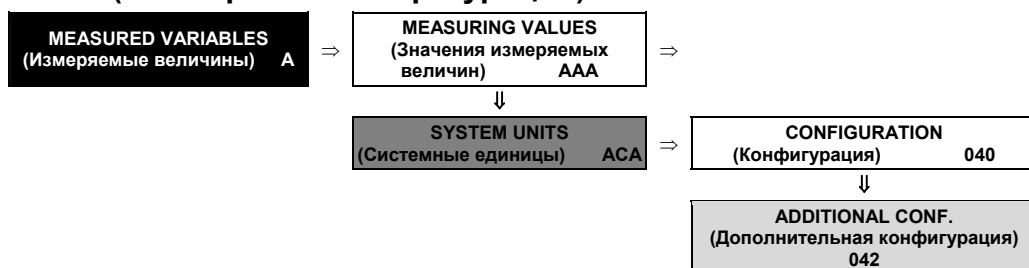 MEASURED VARIABLES
(Измеряемые величины) A
MEASURING VALUES
(Значения измеряемых
величин) AAA
SYSTEM UNITS
(Системные единицы) ACA
CONFIGURATION
(Конфигурация) 040
ADDITIONAL CONF.
(Дополнительная конфигурация)
042